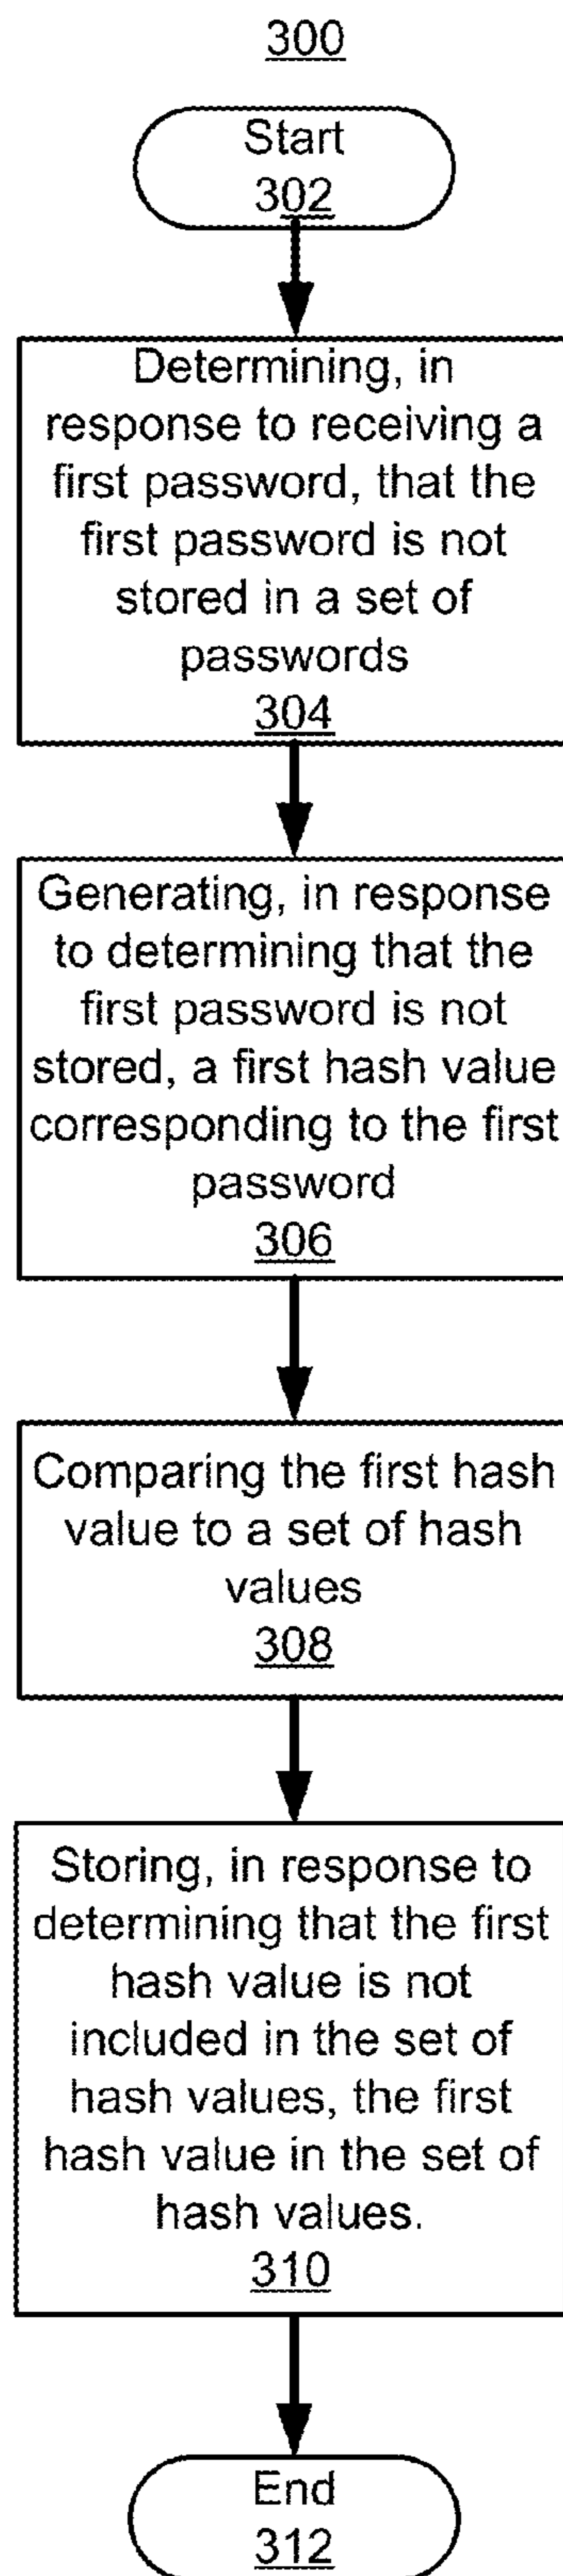 300
Start
302
Determining, in
response to receiving a
first password, that the
first password is not
stored in a set of
passwords
304
Generating, in response
to determining that the
first password is not
stored, a first hash value
corresponding to the first
password
306
Comparing the first hash
value to a set of hash
values
308
Storing, in response to
determining that the first
hash value is not
included in the set of
hash values, the first
hash value in the set of
hash values.
310
End
312